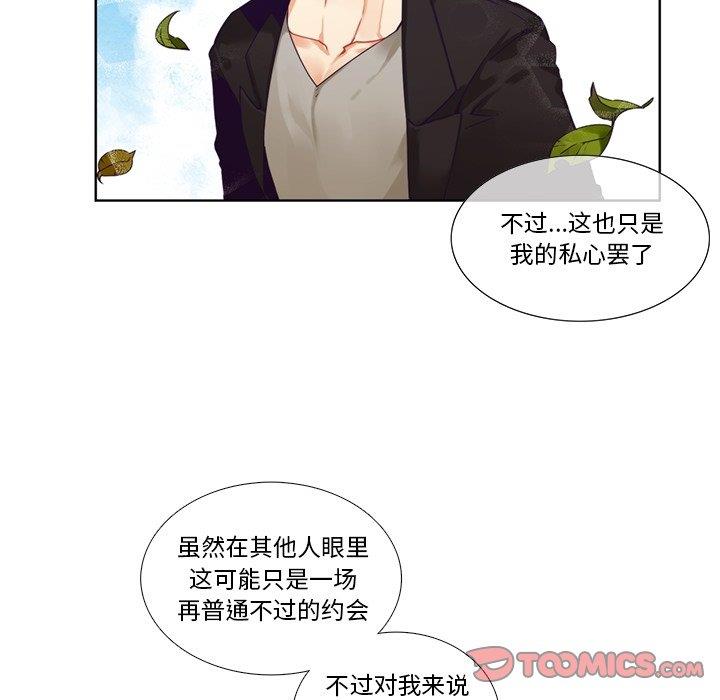 不过...这也只是
我的私心罢了
虽然在其他人眼里
这可能只是一场
再普通不过的约会
不过对我来说
TOOMICS.COM